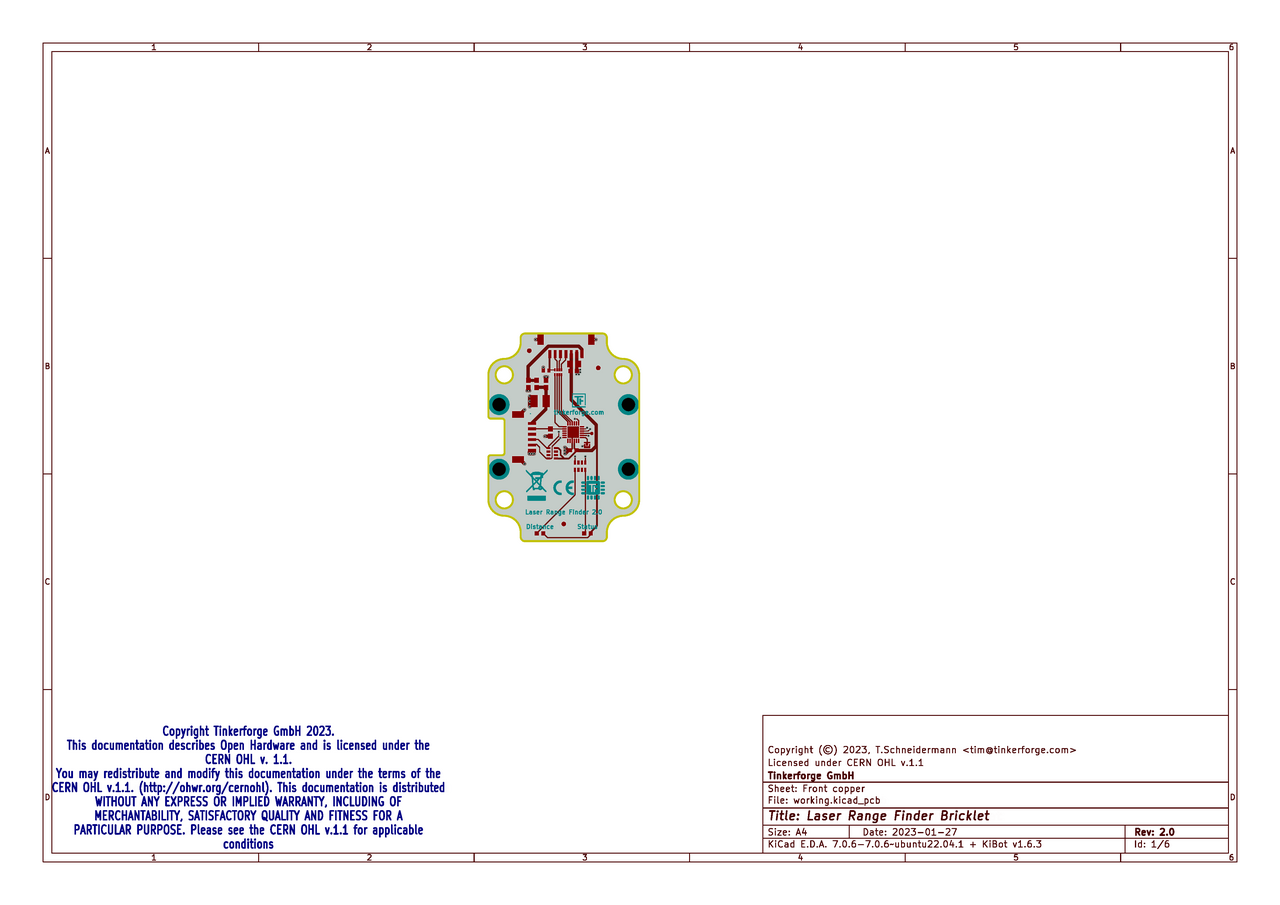 1 2 3 4 5 6
A A
B B
C C
D D
tinkerforge.com
TF
CE
TF
Laser Range Finder 2.0
Distance Status
Copyright Tinkerforge GmbH 2023.
This documentation describes Open Hardware and is licensed under the
CERN OHL v. 1.1.
You may redistribute and modify this documentation under the terms of the
CERN OHL v.1.1. (http://ohwr.org/cernohl). This documentation is distributed
WITHOUT ANY EXPRESS OR IMPLIED WARRANTY, INCLUDING OF
MERCHANTABILITY, SATISFACTORY QUALITY AND FITNESS FOR A
PARTICULAR PURPOSE. Please see the CERN OHL v.1.1 for applicable
conditions
Copyright (©) 2023, T.Schneidermann <tim@tinkerforge.com>
Licensed under CERN OHL v.1.1
Tinkerforge GmbH
Sheet: Front copper
File: working.kicad_pcb
Title: Laser Range Finder Bricklet
Size: A4 Date: 2023-01-27 Rev: 2.0
KiCad E.D.A. 7.0.6-7.0.6~ubuntu22.04.1 + KiBot v1.6.3 Id: 1/6
1 2 3 4 5 6